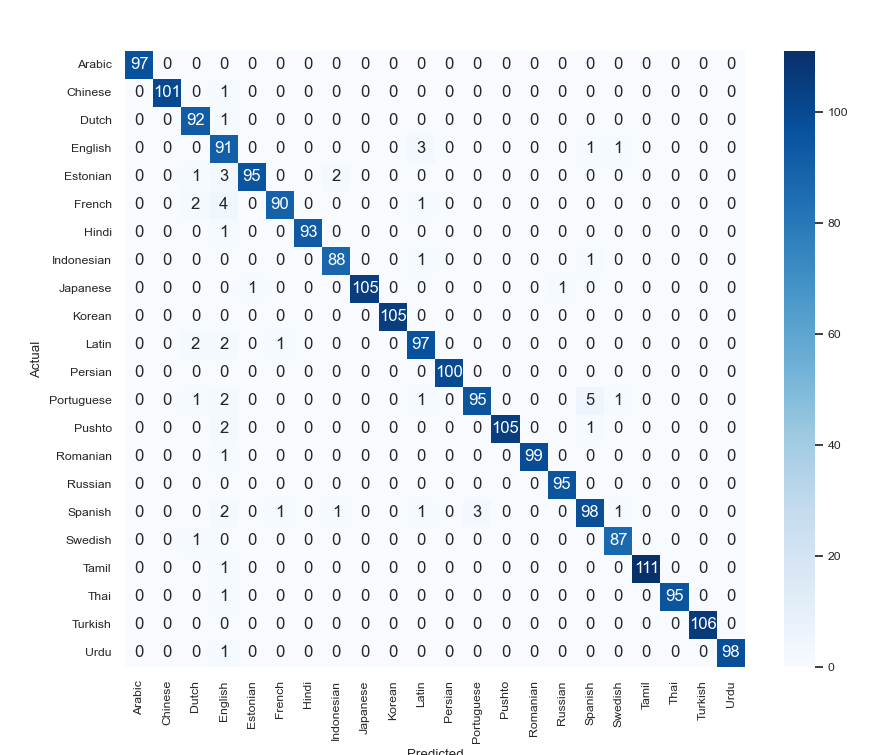 Arabic 97 0 0 0 0 0 0 0 0 0 0 0 0 0 0 0 0 0 0 0 0 0
Chinese 0 101 0 1 0 0 0 0 0 0 0 0 0 0 0 0 0 0 0 0 0 0
Dutch 0 0 92 1 0 0 0 0 0 0 0 0 0 0 0 0 0 0 0 0 0 0
English 0 0 0 91 0 0 0 0 0 0 3 0 0 0 0 0 1 1 0 0 0 0
Estonian 0 0 1 3 95 0 0 2 0 0 0 0 0 0 0 0 0 0 0 0 0 0
French 0 0 2 4 0 90 0 0 0 0 1 0 0 0 0 0 0 0 0 0 0 0
Hindi 0 0 0 1 0 0 93 0 0 0 0 0 0 0 0 0 0 0 0 0 0 0
Indonesian 0 0 0 0 0 0 0 88 0 0 1 0 0 0 0 0 1 0 0 0 0 0
Japanese 0 0 0 0 1 0 0 0 105 0 0 0 0 0 0 1 0 0 0 0 0 0
Korean 0 0 0 0 0 0 0 0 0 105 0 0 0 0 0 0 0 0 0 0 0 0
Latin 0 0 2 2 0 1 0 0 0 0 97 0 0 0 0 0 0 0 0 0 0 0
Persian 0 0 0 0 0 0 0 0 0 0 0 100 0 0 0 0 0 0 0 0 0 0
Portuguese 0 0 1 2 0 0 0 0 0 0 1 0 95 0 0 0 5 1 0 0 0 0
Pushto 0 0 0 2 0 0 0 0 0 0 0 0 0 105 0 0 1 0 0 0 0 0
Romanian 0 0 0 1 0 0 0 0 0 0 0 0 0 0 99 0 0 0 0 0 0 0
Russian 0 0 0 0 0 0 0 0 0 0 0 0 0 0 0 95 0 0 0 0 0 0
Spanish 0 0 0 2 0 1 0 1 0 0 1 0 3 0 0 0 98 1 0 0 0 0
Swedish 0 0 1 0 0 0 0 0 0 0 0 0 0 0 0 0 0 87 0 0 0 0
Tamil 0 0 0 1 0 0 0 0 0 0 0 0 0 0 0 0 0 0 111 0 0 0
Thai 0 0 0 1 0 0 0 0 0 0 0 0 0 0 0 0 0 0 0 95 0 0
Turkish 0 0 0 0 0 0 0 0 0 0 0 0 0 0 0 0 0 0 0 0 106 0
Urdu 0 0 0 1 0 0 0 0 0 0 0 0 0 0 0 0 0 0 0 0 0 98
Actual
Arabic
Chinese
Dutch
English
Estonian
French
Hindi
Indonesian
Japanese
Korean
Latin
Persian
Portuguese
Pushto
Romanian
Russian
Spanish
Swedish
Tamil
Thai
Turkish
Urdu
Predicted
100
80
60
40
20
0